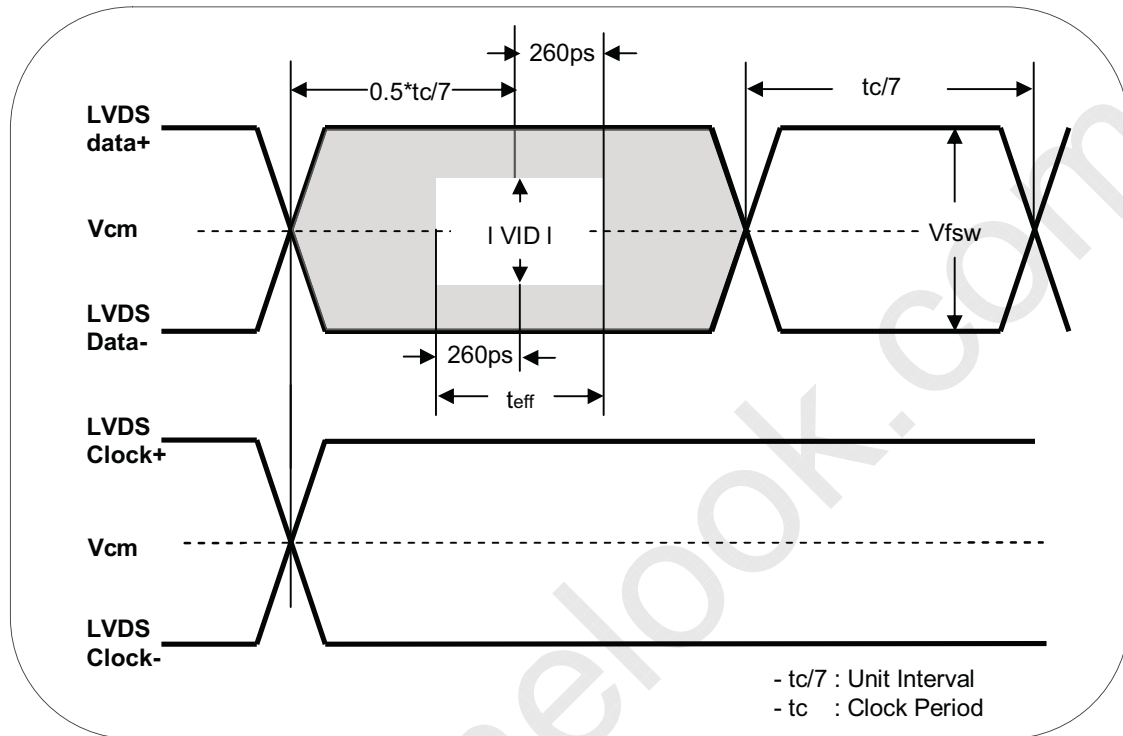 260ps
0.5*tc/7
tc/7
LVDS
data+
Vcm
I VID I
Vfsw
LVDS
Data-
260ps
teff
LVDS
Clock+
Vcm
LVDS
Clock-
- tc/7 : Unit Interval
- tc : Clock Period